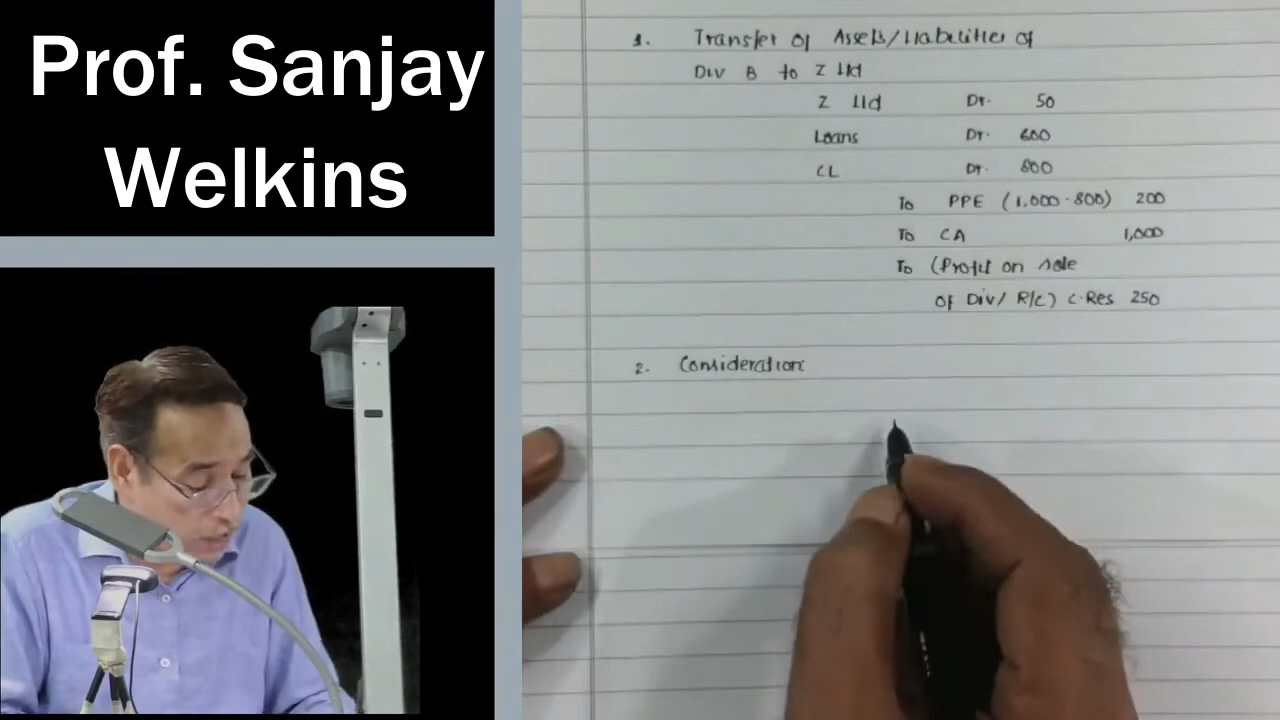 Prof. Sanjay
Welkins
1. Transfer of Assets/Liabilities of
Div B to Z Ltd
Z Ltd Dr. 50
Loans Dr. 600
CL Dr. 800
To PPE (1,000-800) 200
To CA 1,000
To (Profit on sale
of Div/ R/c) C.Res 250
2. Consideration